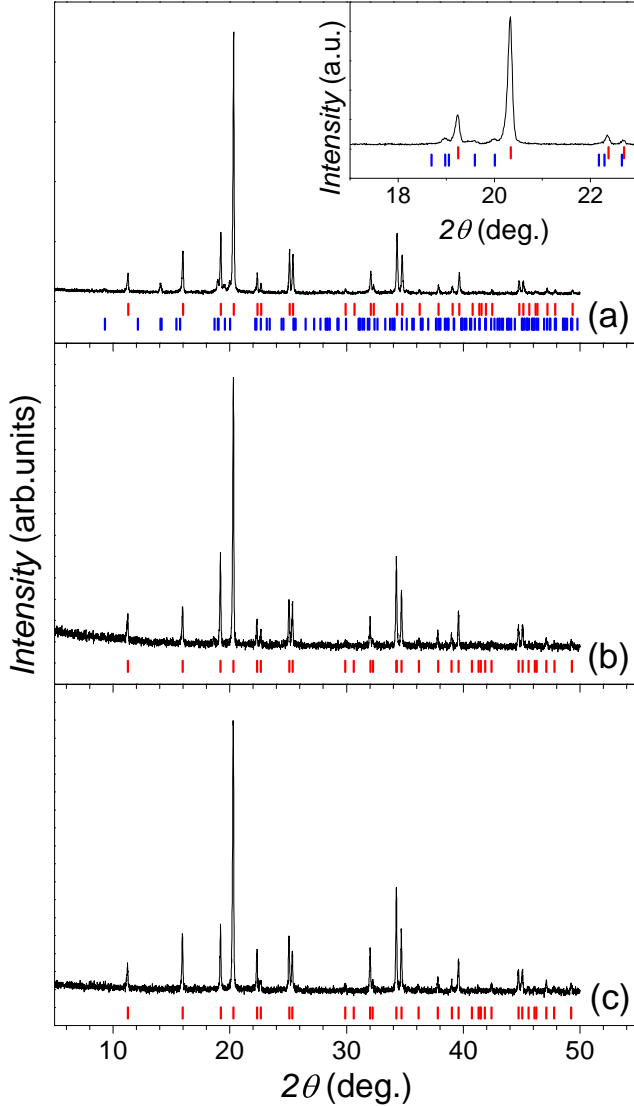 Intensity (a.u.)
18 20 22
2θ (deg.)
(a)
Intensity (arb.units)
(b)
(c)
10 20 30 40 50
2θ (deg.)